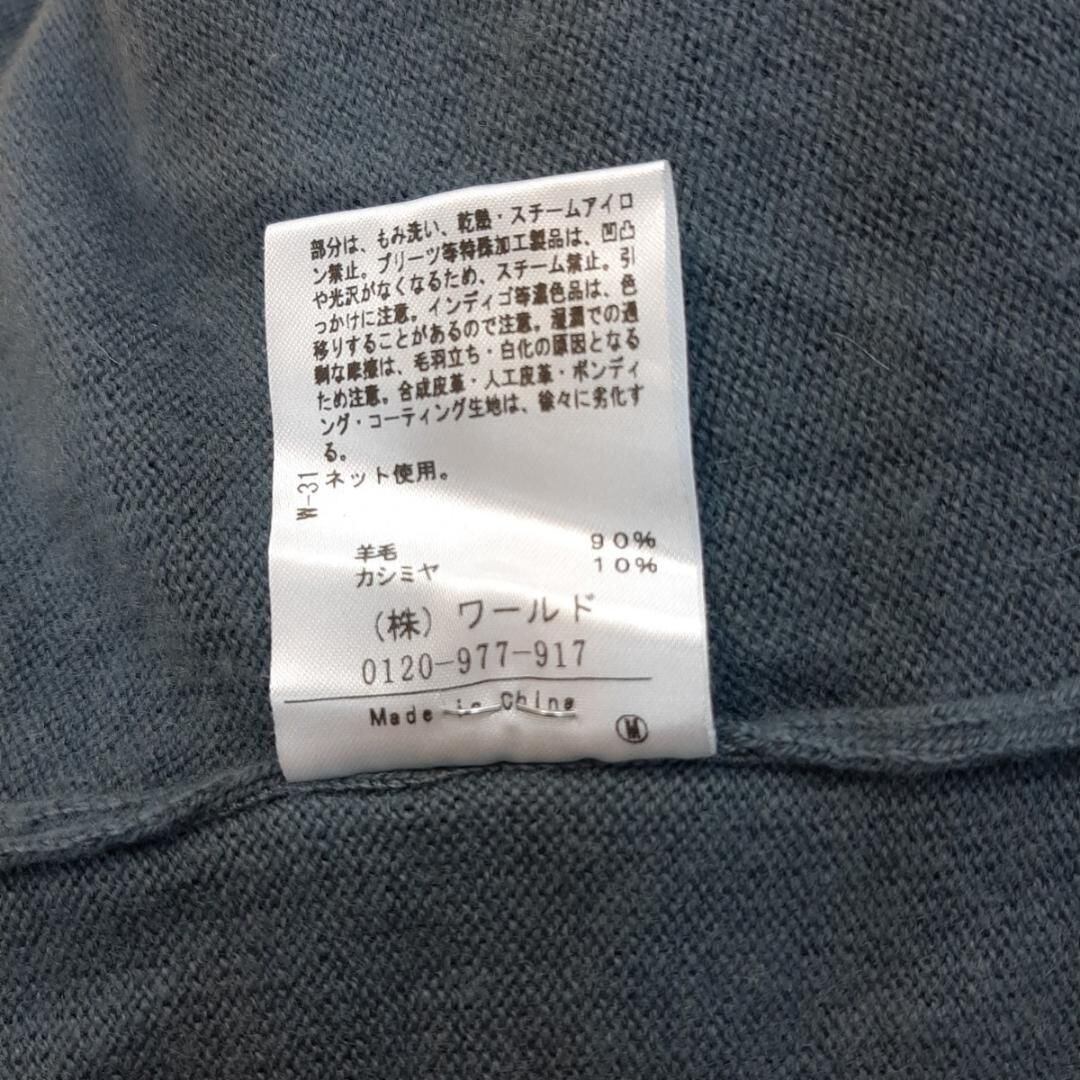 部分は、もみ洗い、乾熱・スチームアイロ
ン禁止。プリーツ等特殊加工製品は、凹凸
や光沢がなくなるため、スチーム禁止。引
っかけに注意。インディゴ等濃色品は、色
移りすることがあるので注意。湿潤での過
剰な摩擦は、毛羽立ち・白化の原因となる
ため注意。合成皮革・人工皮革・ボンディ
ング・コーティング生地は、徐々に劣化す
る。
W-31 ネット使用。
羊毛 90%
カシミヤ 10%
(株) ワールド
0120-977-917
Made in China
M